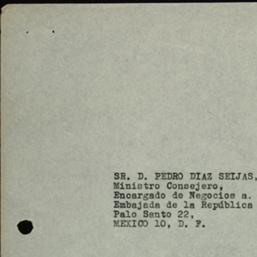 SR. D. PEDRO DIAZ SEIJAS,
Ministro Consejero,
Encargado de Negocios a.
Embajada de la República
Palo Santo 22,
MEXICO 10, D. F.